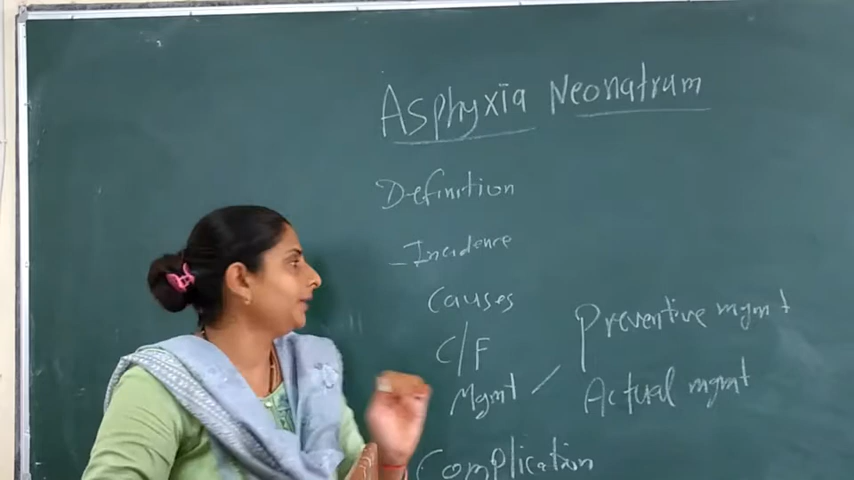 Asphyxia Neonatrum
Definition
Incidence
Causes
C/F
Mgmt / Preventive mgmt
Actual mgmt
Complication